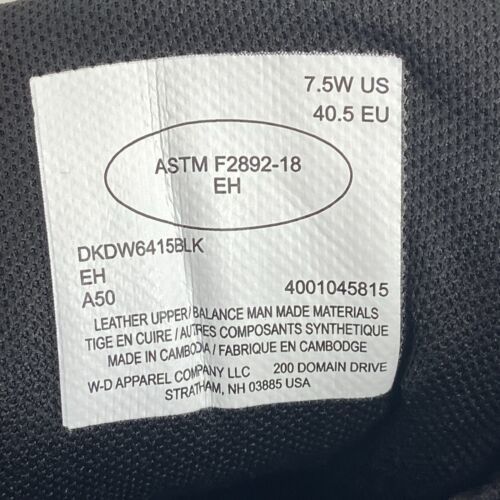 7.5W US
40.5 EU
ASTM F2892-18
EH
DKDW6415BLK
EH
A50
4001045815
LEATHER UPPER/BALANCE MAN MADE MATERIALS
TIGE EN CUIRE / AUTRES COMPOSANTS SYNTHETIQUE
MADE IN CAMBODIA / FABRIQUE EN CAMBODGE
W-D APPAREL COMPANY LLC 200 DOMAIN DRIVE
STRATHAM, NH 03885 USA